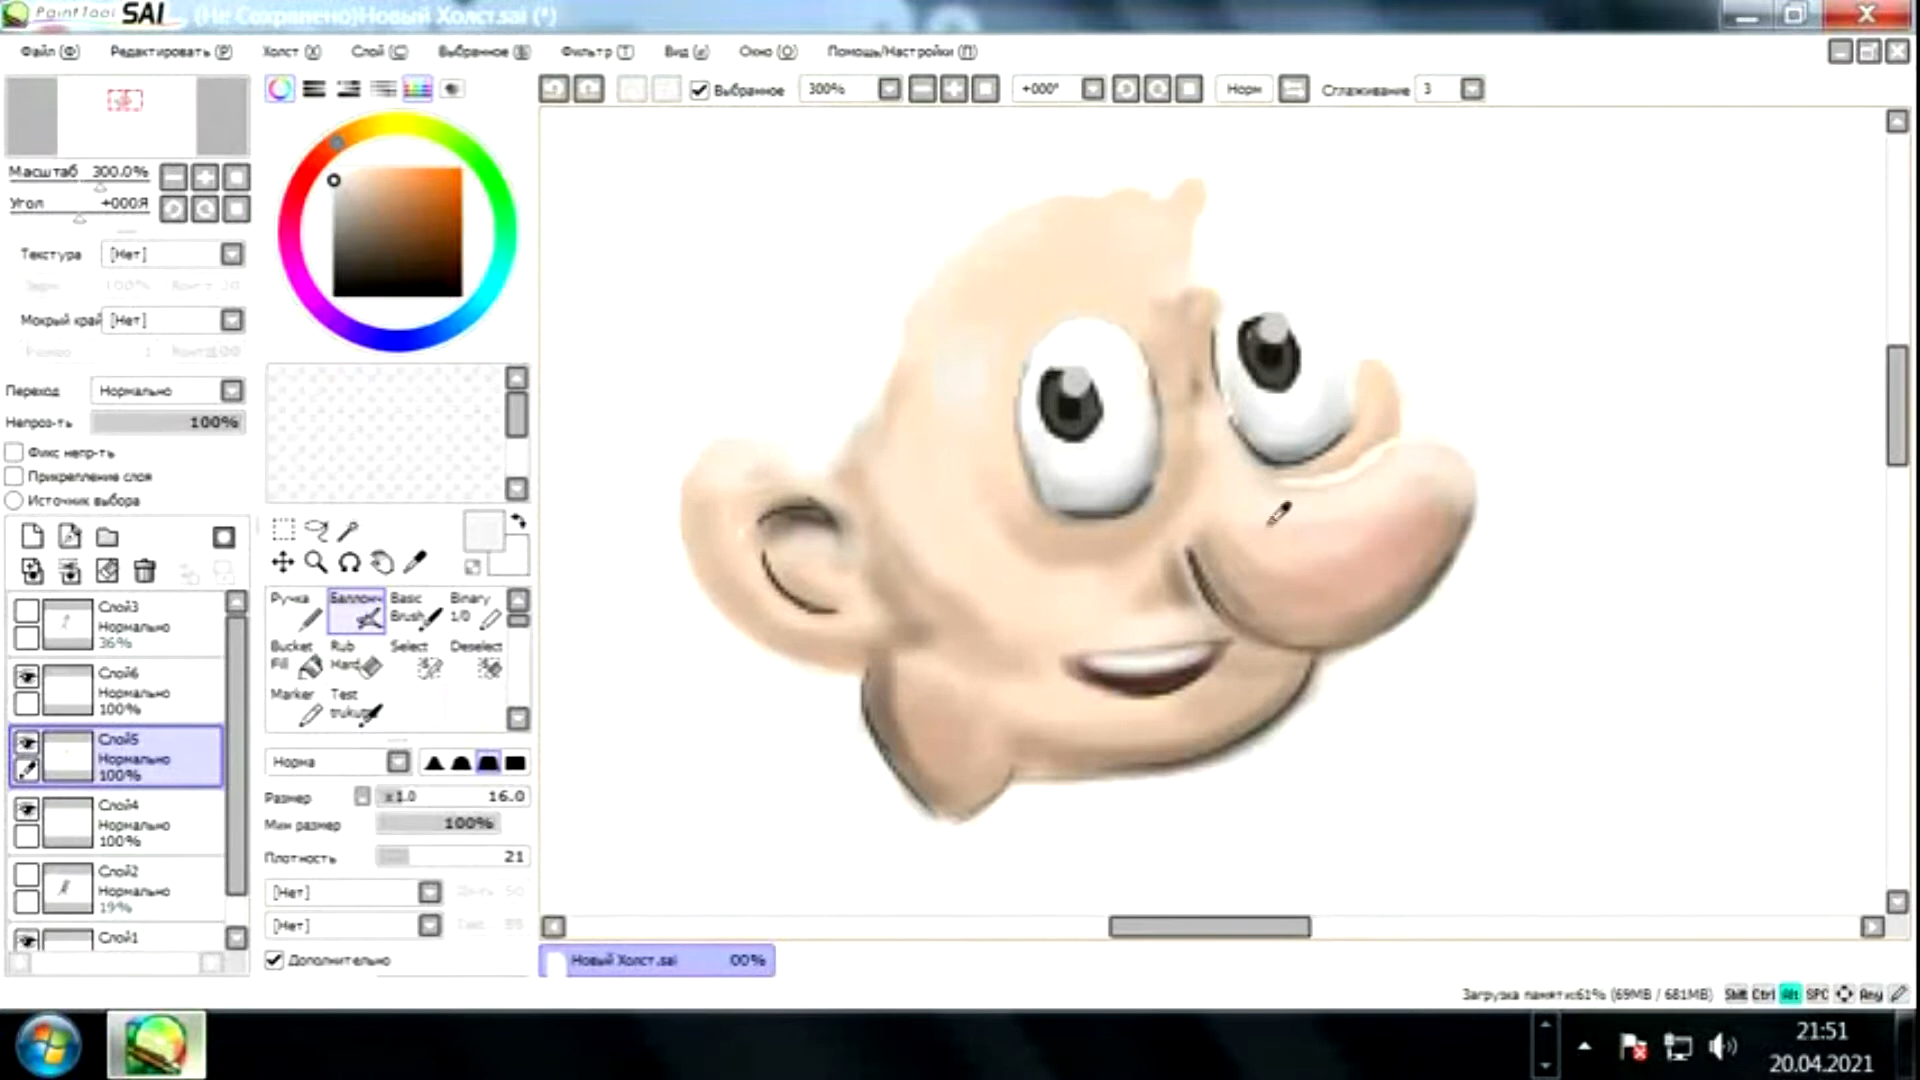 PaintTool SAI (Не Сохранено)Новый Холст.sai (*)
Файл (Ф) Редактировать (Р) Холст (X) Слой (С) Выбранное (В) Фильтр (Т) Вид (е) Окно (О) Помощь/Настройки (П)
Выбранное 300% +000° Норм Сглаживание 3
Масштаб 300.0%
Угол +000Я
Текстура [Нет]
100%
Мокрый край [Нет]
Переход Нормально
Непроз-ть 100%
Фикс непр-ть
Прикрепление слоя
Источник выбора
Слой3
Нормально
36%
Слой6
Нормально
100%
Слой5
Нормально
100%
Слой4
Нормально
100%
Слой2
Нормально
19%
Слой1
Ручка Баллончи Basic Brush Binary 1/0
Bucket Fill Rub Hard Select Deselect
Marker Test
Норма
Размер x1.0 16.0
Мин размер 100%
Плотность 21
[Нет]
[Нет]
Дополнительно
Новый Холст.sai 00%
Загрузка памяти:61% (69MB / 681MB) Shift Ctrl Alt SPC Any
21:51
20.04.2021